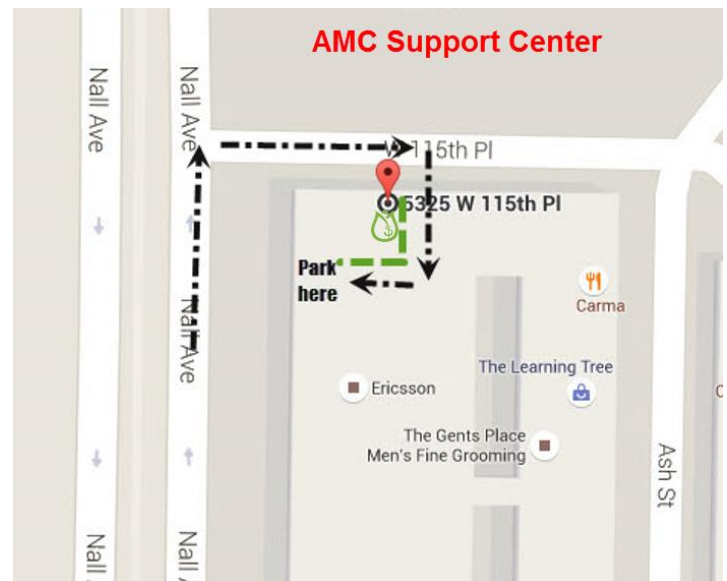 AMC Support Center
Nall Ave
Nall Ave
W 115th Pl
5325 W 115th Pl
$
Park
here
Nall Ave
Carma
The Learning Tree
Ericsson
The Gents Place
Men's Fine Grooming
Ash St
Nall
Nall